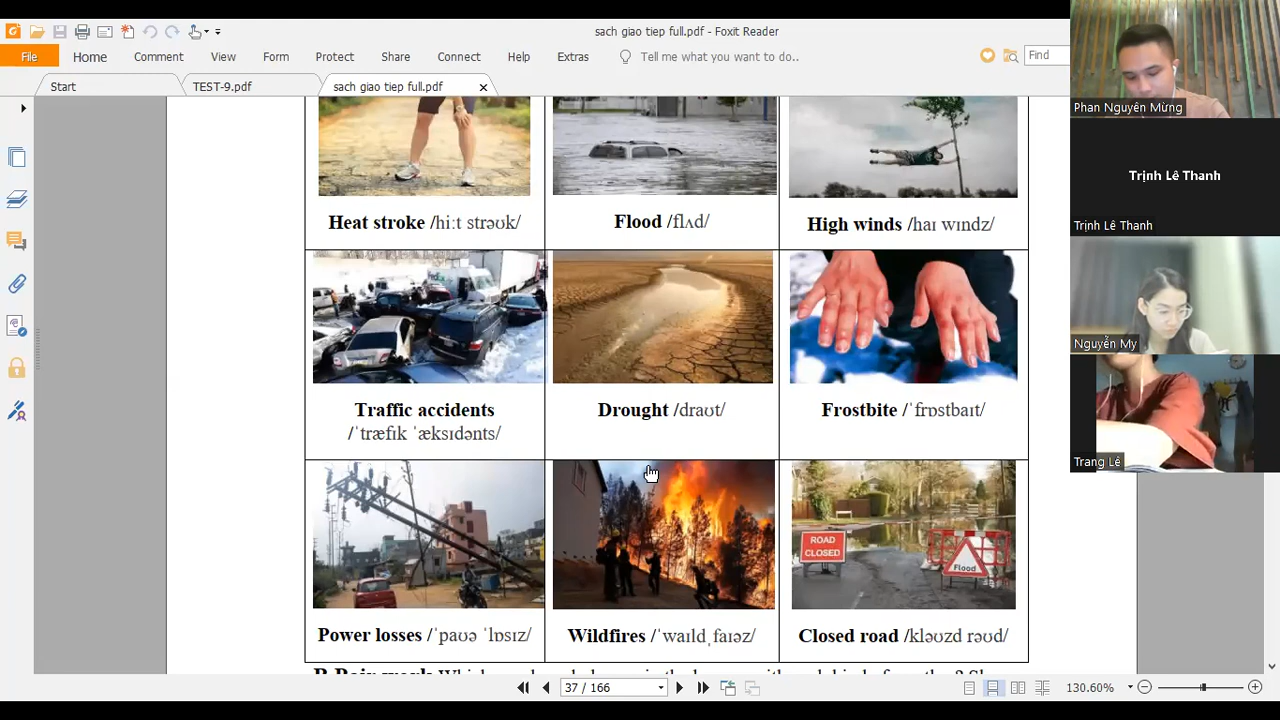 sach giao tiep full.pdf - Foxit Reader
File Home Comment View Form Protect Share Connect Help Extras Tell me what you want to do.. Find
Start TEST-9.pdf sach giao tiep full.pdf
Heat stroke /hiːt strəʊk/
Flood /flʌd/
High winds /haɪ wɪndz/
Traffic accidents
/ˈtræfɪk ˈæksɪdənts/
Drought /draʊt/
Frostbite /ˈfrɒstbaɪt/
ROAD
CLOSED
Flood
Power losses /ˈpaʊə ˈlɒsɪz/
Wildfires /ˈwaɪldˌfaɪəz/
Closed road /kləʊzd rəʊd/
37 / 166
130.60%
Phan Nguyên Mừng
Trịnh Lê Thanh
Trịnh Lê Thanh
Nguyễn My
Trang Lê